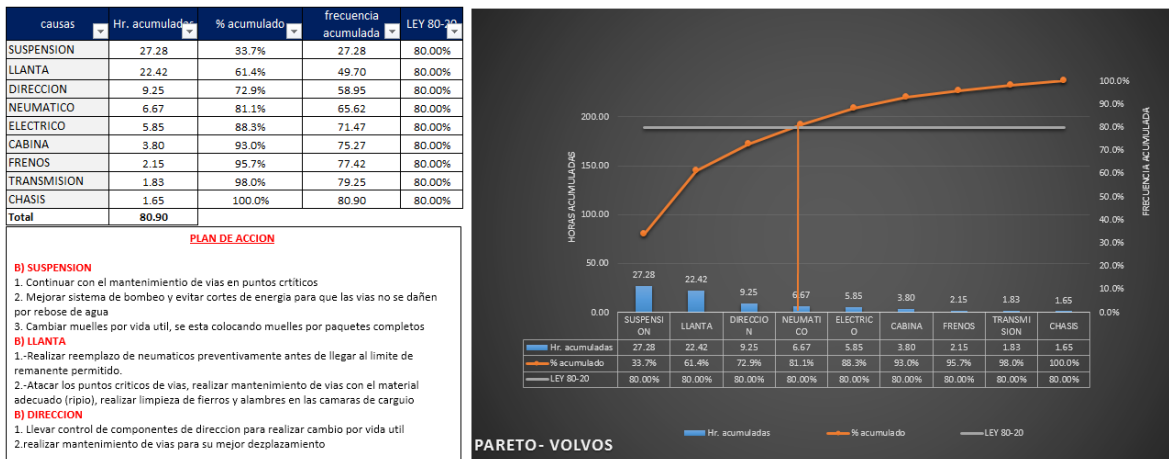 causas Hr. acumuladas % acumulado frecuencia acumulada LEY 80-20
SUSPENSION 27.28 33.7% 27.28 80.00%
LLANTA 22.42 61.4% 49.70 80.00%
DIRECCION 9.25 72.9% 58.95 80.00%
NEUMATICO 6.67 81.1% 65.62 80.00%
ELECTRICO 5.85 88.3% 71.47 80.00%
CABINA 3.80 93.0% 75.27 80.00%
FRENOS 2.15 95.7% 77.42 80.00%
TRANSMISION 1.83 98.0% 79.25 80.00%
CHASIS 1.65 100.0% 80.90 80.00%
Total 80.90
PLAN DE ACCION
B) SUSPENSION
1. Continuar con el mantenimientio de vias en puntos crtíticos
2. Mejorar sistema de bombeo y evitar cortes de energia para que las vias no se dañen
por rebose de agua
3. Cambiar muelles por vida util, se esta colocando muelles por paquetes completos
B) LLANTA
1.-Realizar reemplazo de neumaticos preventivamente antes de llegar al limite de
remanente permitido.
2.-Atacar los puntos criticos de vias, realizar mantenimiento de vias con el material
adecuado (ripio), realizar limpieza de fierros y alambres en las camaras de carguio
B) DIRECCION
1. Llevar control de componentes de direccion para realizar cambio por vida util
2.realizar mantenimiento de vias para su mejor dezplazamiento
HORAS ACUMULADAS
200.00
150.00
100.00
50.00
0.00
27.28 22.42 9.25 6.67 5.85 3.80 2.15 1.83 1.65
100.0%
90.0%
80.0%
70.0%
60.0%
50.0%
40.0%
30.0%
20.0%
10.0%
0.0%
FRECUENCIA ACUMULADA
SUSPENSI LLANTA DIRECCIO NEUMATI ELECTRIC CABINA FRENOS TRANSM CHASIS
ON N CO O ISION
Hr. acumuladas 27.28 22.42 9.25 6.67 5.85 3.80 2.15 1.83 1.65
% acumulado 33.7% 61.4% 72.9% 81.1% 88.3% 93.0% 95.7% 98.0% 100.0%
LEY 80-20 80.00% 80.00% 80.00% 80.00% 80.00% 80.00% 80.00% 80.00% 80.00%
Hr. acumuladas % acumulado LEY 80-20
PARETO- VOLVOS